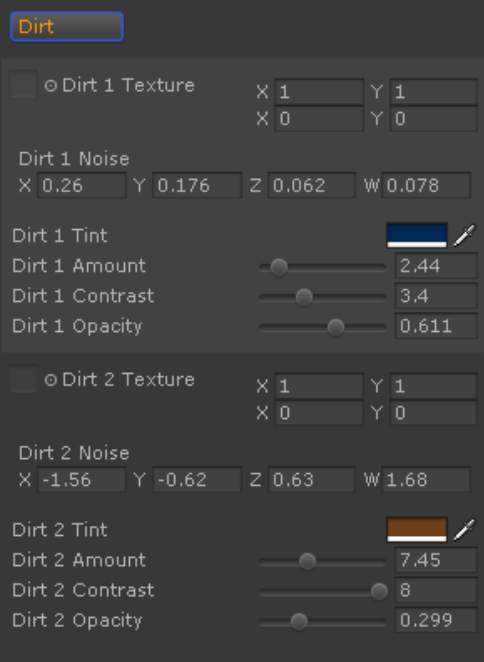 Dirt
Dirt 1 Texture X 1 Y 1
X 0 Y 0
Dirt 1 Noise
X 0.26 Y 0.176 Z 0.062 W 0.078
Dirt 1 Tint
Dirt 1 Amount 2.44
Dirt 1 Contrast 3.4
Dirt 1 Opacity 0.611
Dirt 2 Texture X 1 Y 1
X 0 Y 0
Dirt 2 Noise
X -1.56 Y -0.62 Z 0.63 W 1.68
Dirt 2 Tint
Dirt 2 Amount 7.45
Dirt 2 Contrast 8
Dirt 2 Opacity 0.299